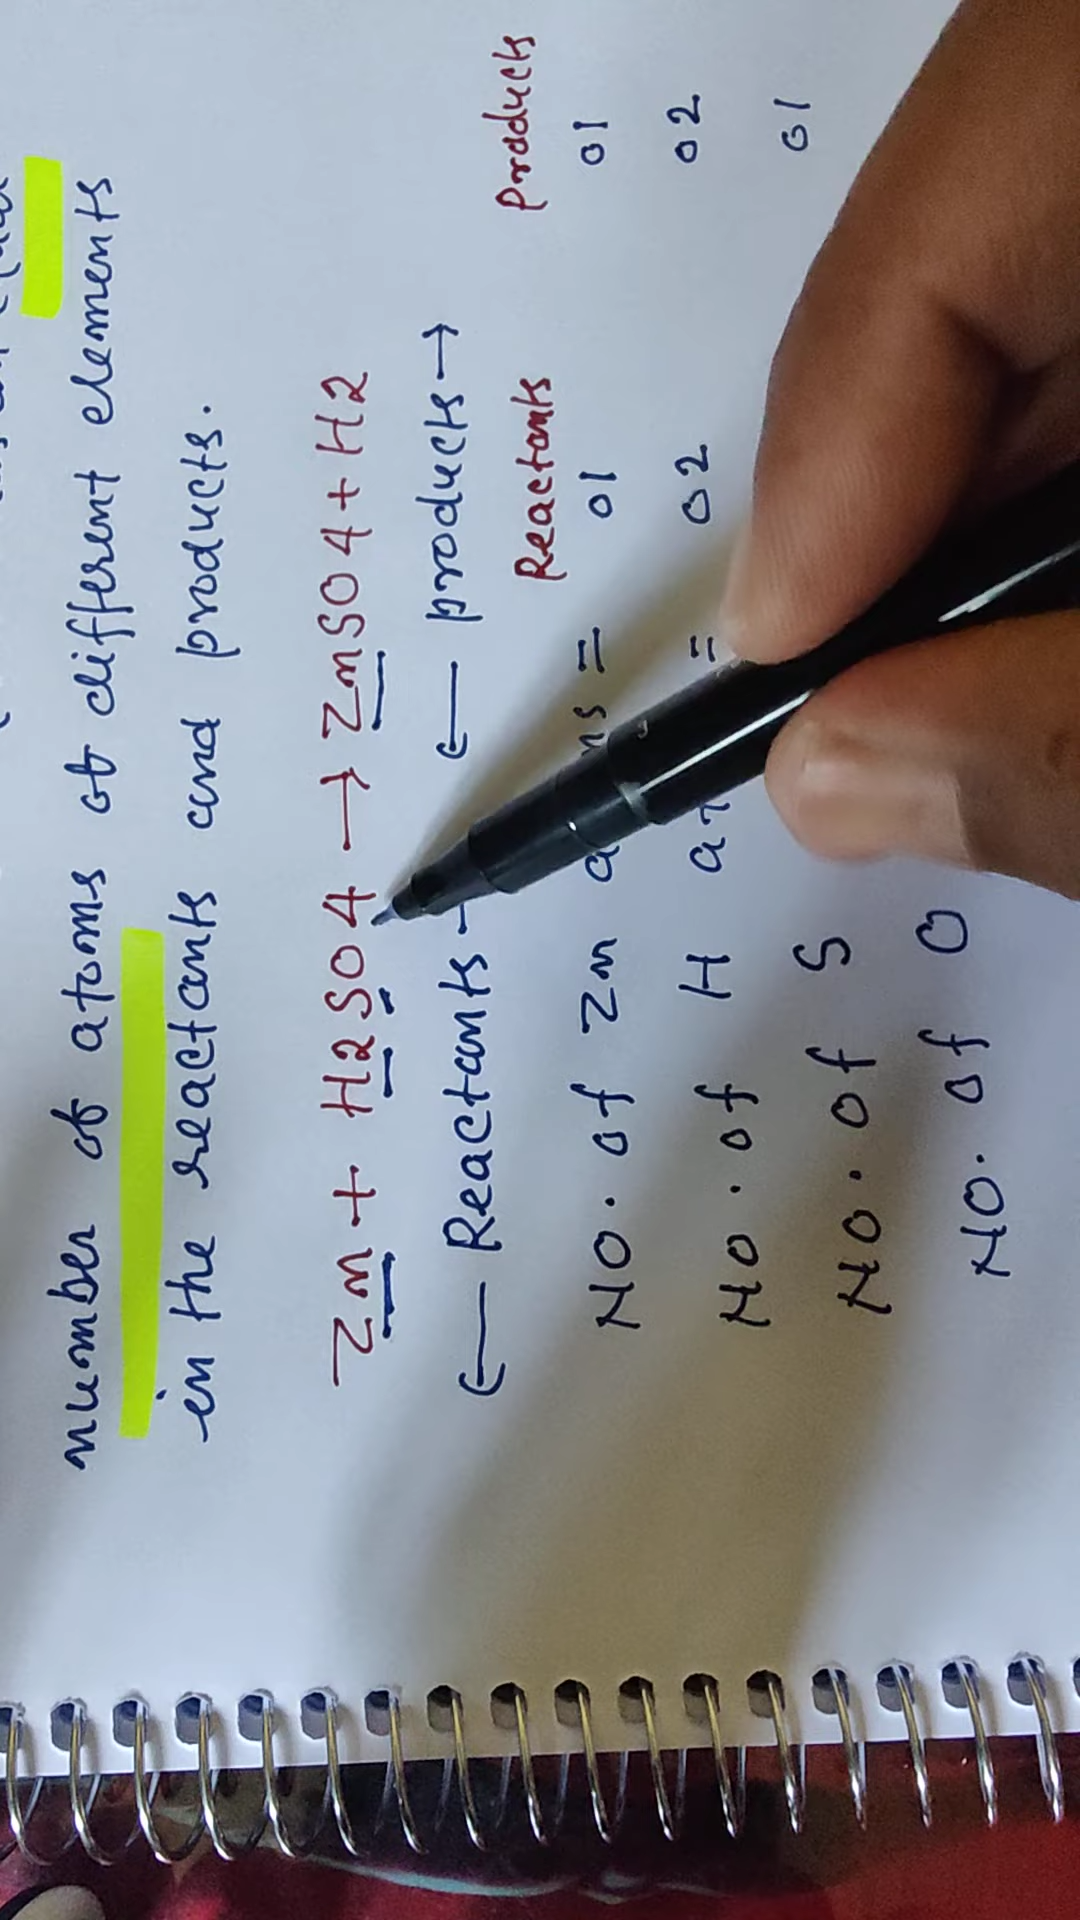 number of atoms of different elements
in the reactants and products.
Zn + H2SO4 → ZnSO4 + H2
← Reactants ← products →
Reactants Products
No. of Zn = 01 01
No. of H = 02 02
No. of S 01
No. of O